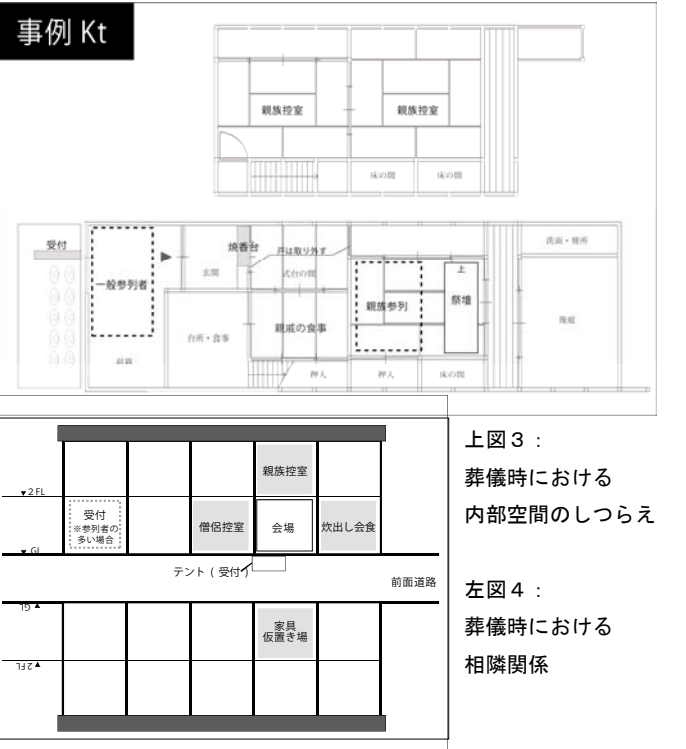 事例 Kt
親族控室
親族控室
床の間
床の間
受付
一般参列者
前庭
玄関
焼香台
戸は取り外す
式台の間
台所・食事
親戚の食事
押入
親族参列
押入
上
祭壇
床の間
洗面・便所
後庭
親族控室
▼2FL
受付
※参列者の
多い場合
僧侶控室
会場
炊出し会食
▼GL
テント ( 受付 )
前面道路
GL▲
家具
仮置き場
2FL▲
上図3：
葬儀時における
内部空間のしつらえ
左図4：
葬儀時における
相隣関係